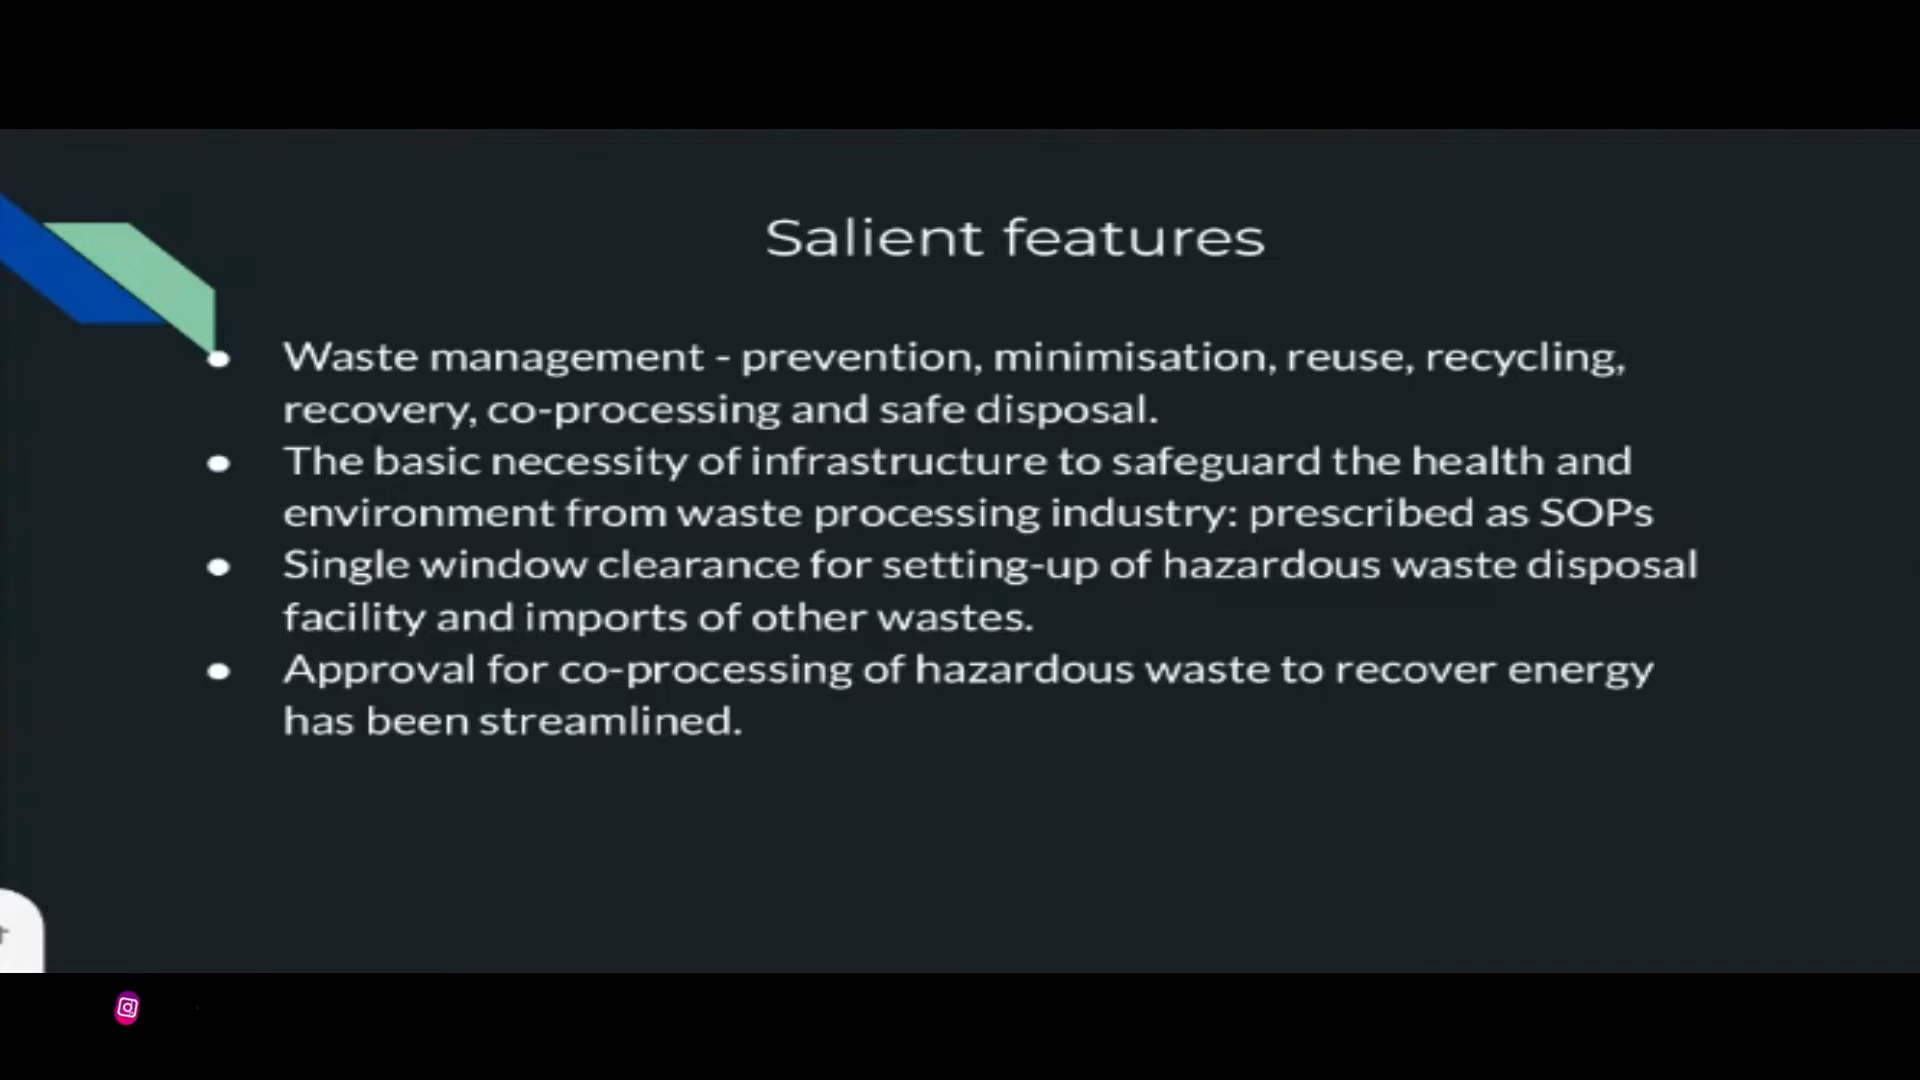 Salient features
Waste management - prevention, minimisation, reuse, recycling,
recovery, co-processing and safe disposal.
The basic necessity of infrastructure to safeguard the health and
environment from waste processing industry: prescribed as SOPs
Single window clearance for setting-up of hazardous waste disposal
facility and imports of other wastes.
Approval for co-processing of hazardous waste to recover energy
has been streamlined.